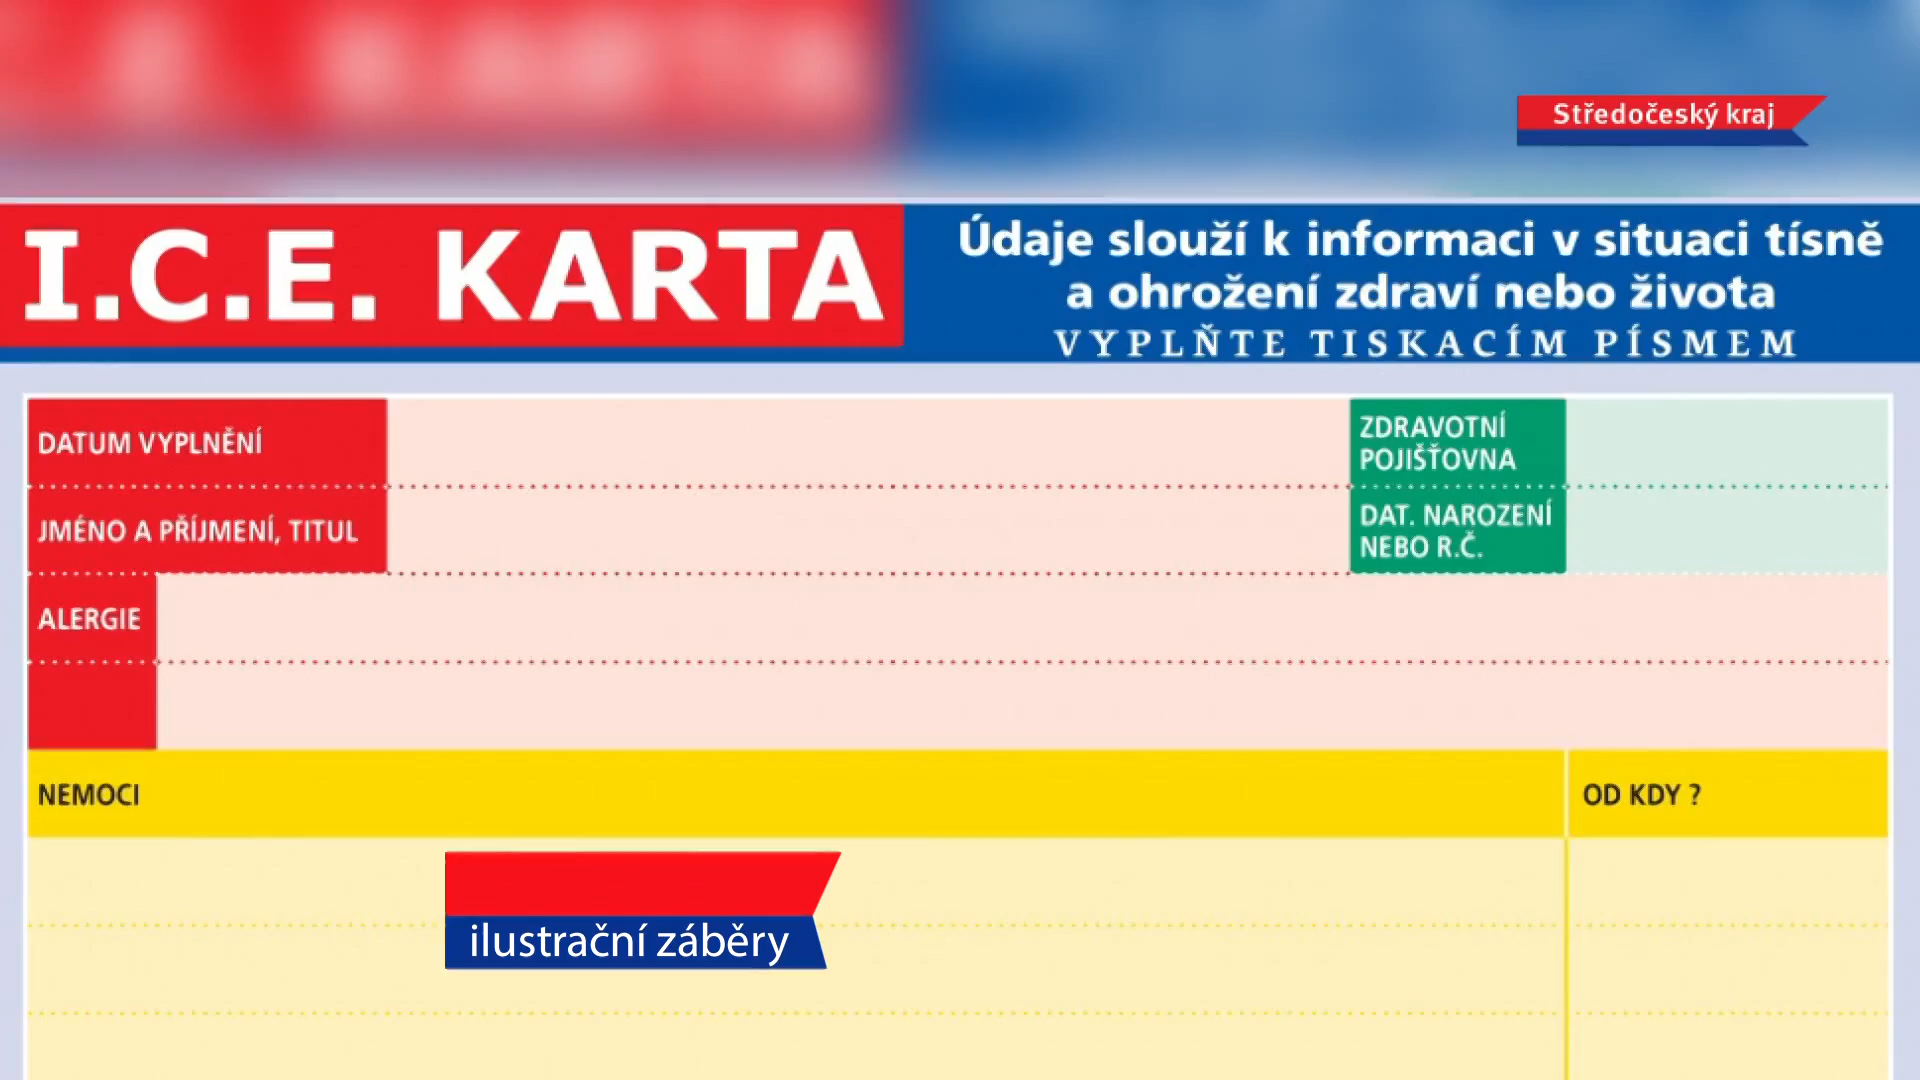 Středočeský kraj
I.C.E. KARTA
Údaje slouží k informaci v situaci tísně
a ohrožení zdraví nebo života
VYPLŇTE TISKACÍM PÍSMEM
DATUM VYPLNĚNÍ
ZDRAVOTNÍ
POJIŠŤOVNA
JMÉNO A PŘÍJMENÍ, TITUL
DAT. NAROZENÍ
NEBO R.Č.
ALERGIE
NEMOCI
OD KDY ?
ilustrační záběry